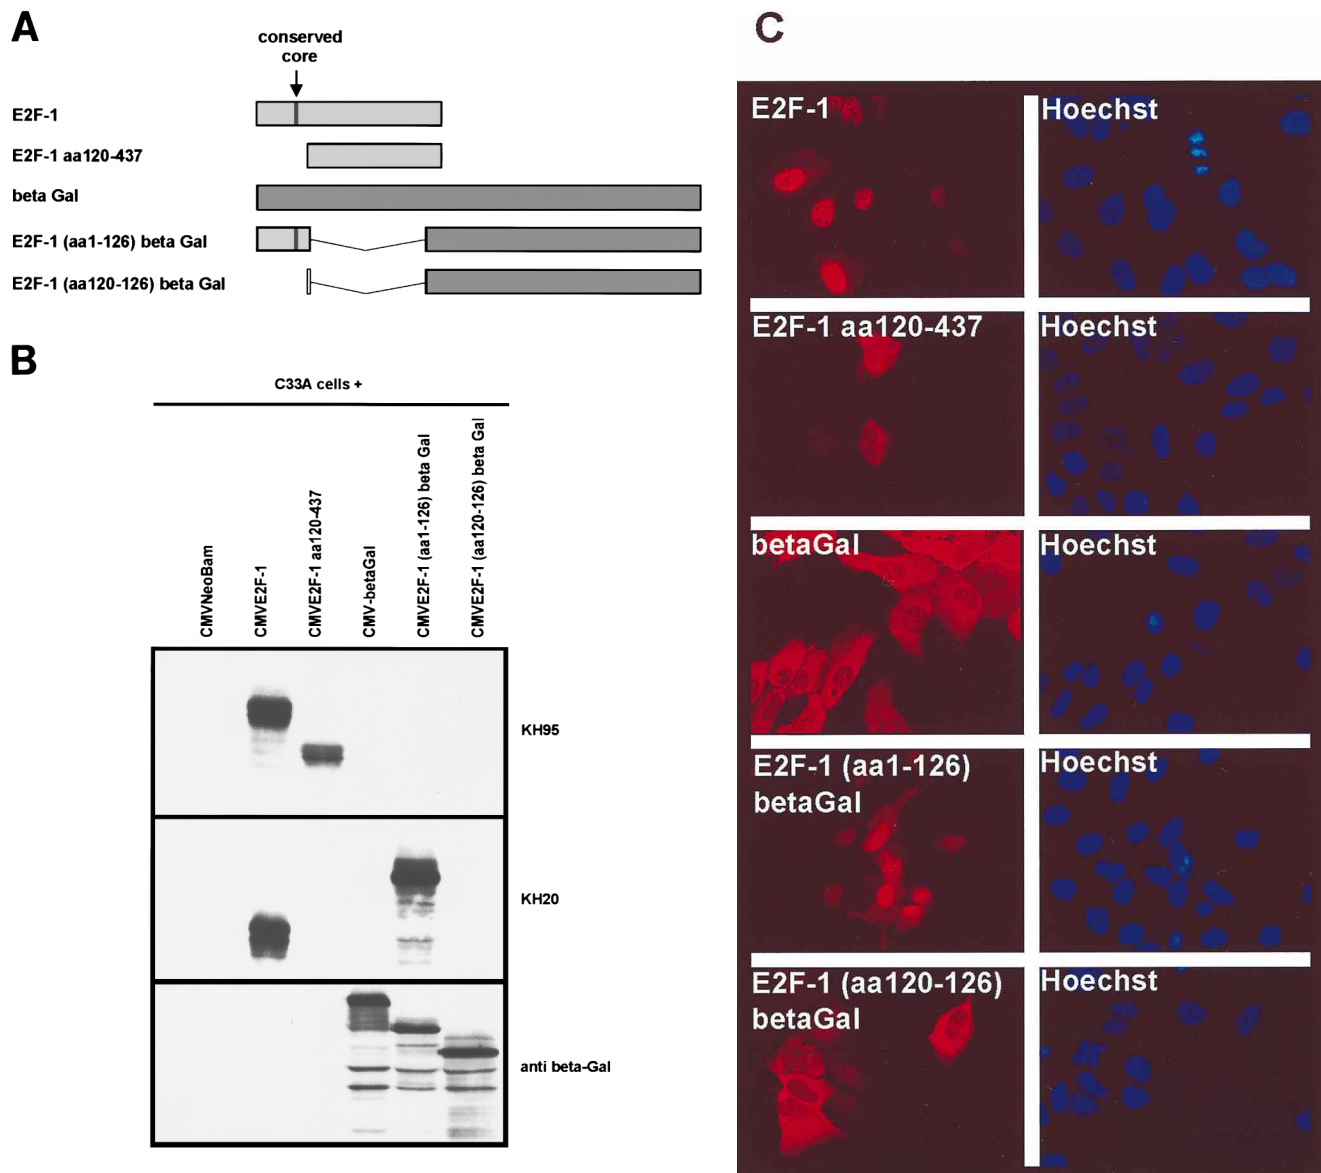 A
conserved
core
E2F-1
E2F-1 aa120-437
beta Gal
E2F-1 (aa1-126) beta Gal
E2F-1 (aa120-126) beta Gal
B
C33A cells +
CMVNeoBam
CMVE2F-1
CMVE2F-1 aa120-437
CMV-betaGal
CMVE2F-1 (aa1-126) beta Gal
CMVE2F-1 (aa120-126) beta Gal
KH95
KH20
anti beta-Gal
C
E2F-1
Hoechst
E2F-1 aa120-437
Hoechst
betaGal
Hoechst
E2F-1 (aa1-126)
betaGal
Hoechst
E2F-1 (aa120-126)
betaGal
Hoechst